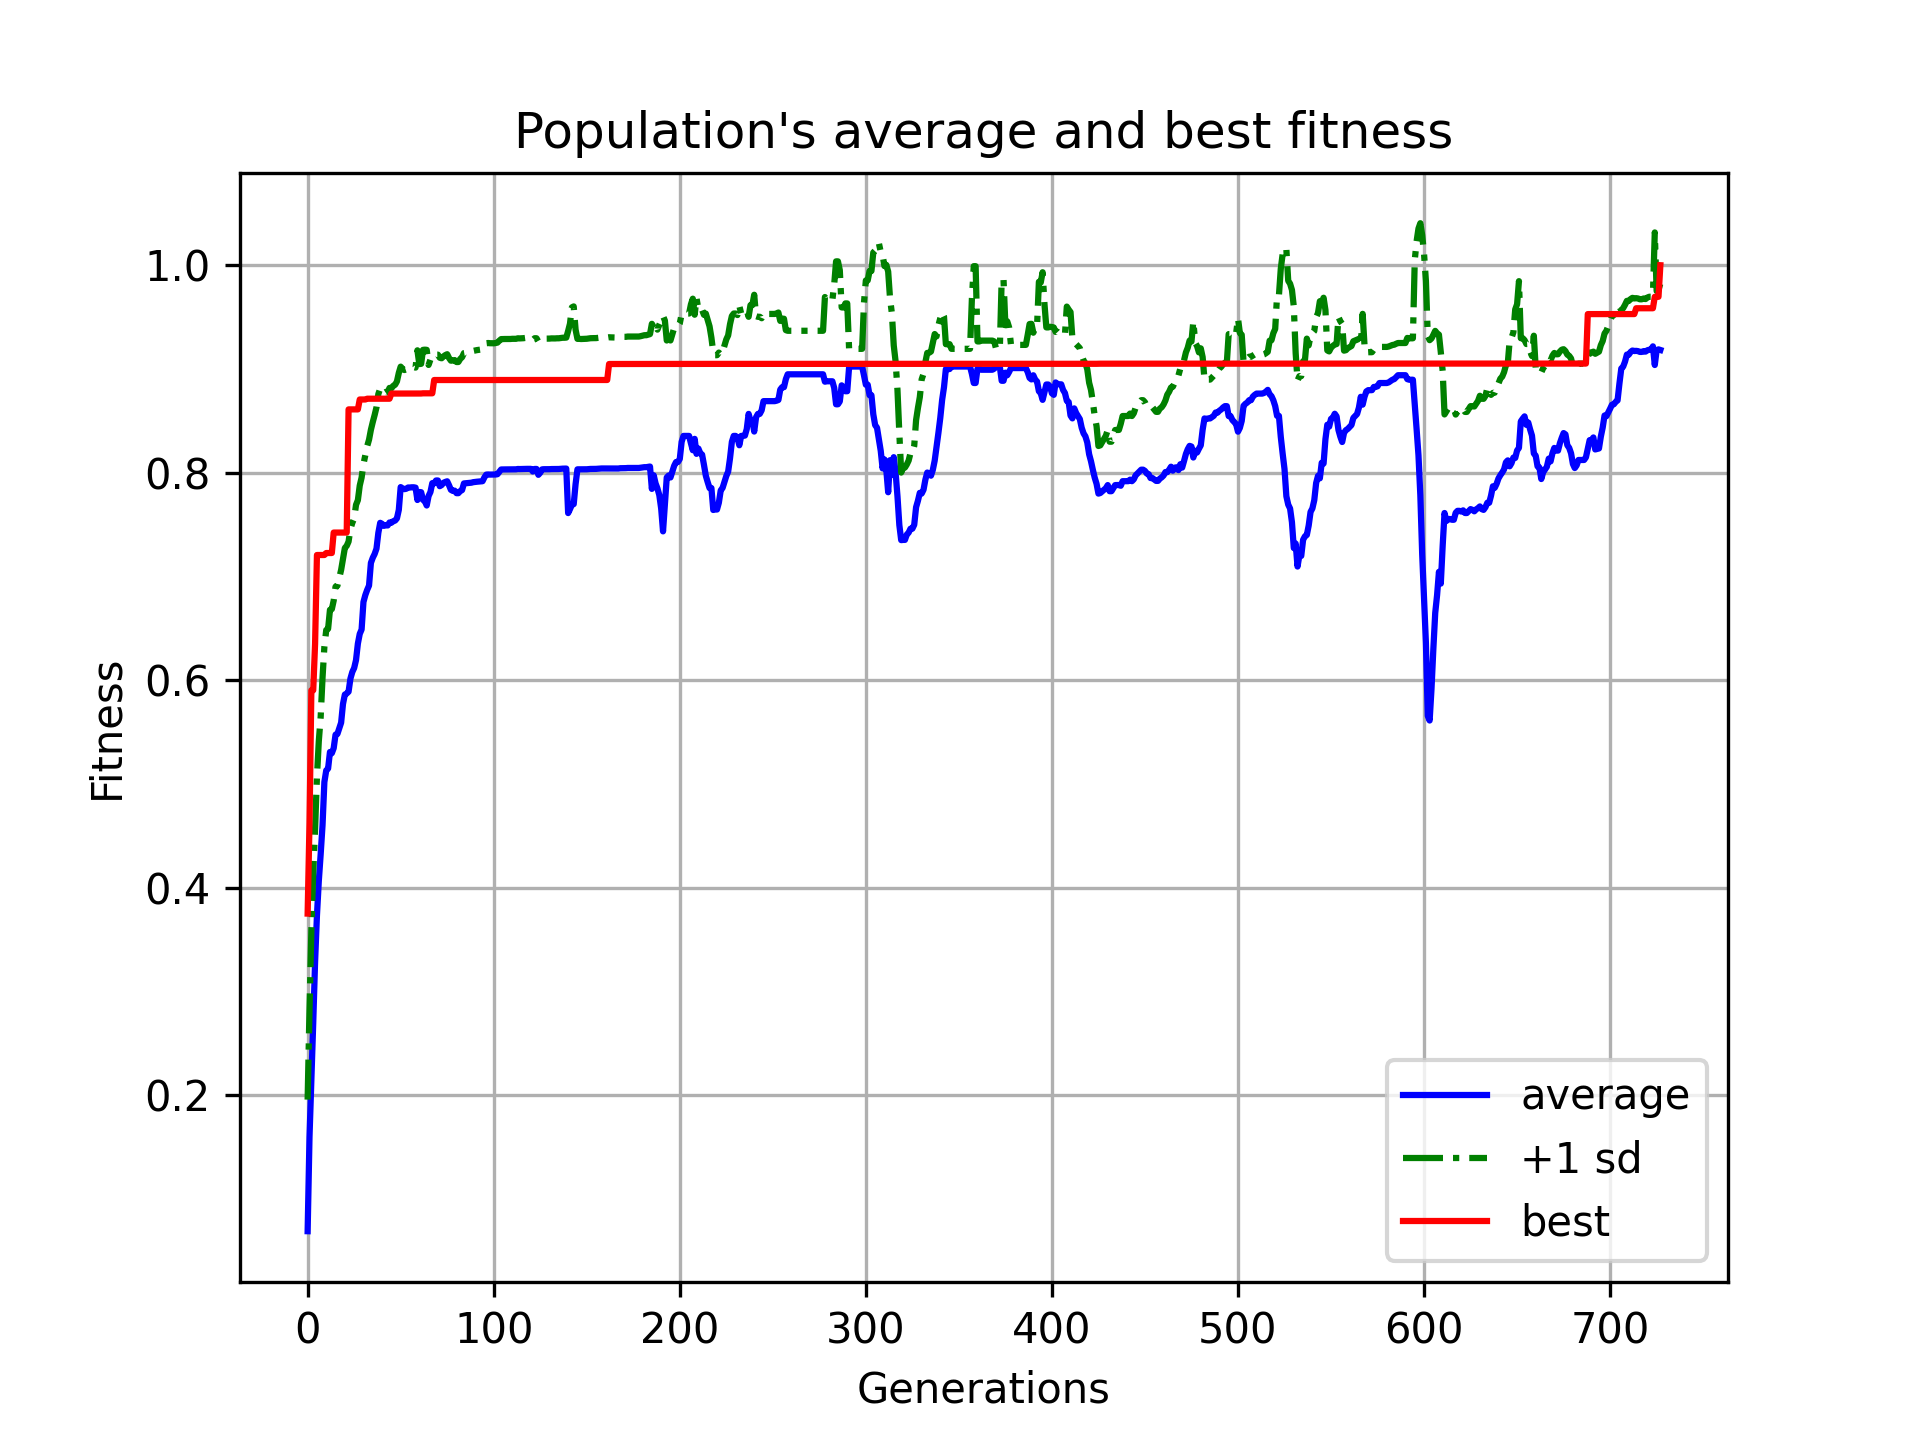 Population's average and best fitness
Fitness
1.0
0.8
0.6
0.4
0.2
0 100 200 300 400 500 600 700
Generations
average
+1 sd
best